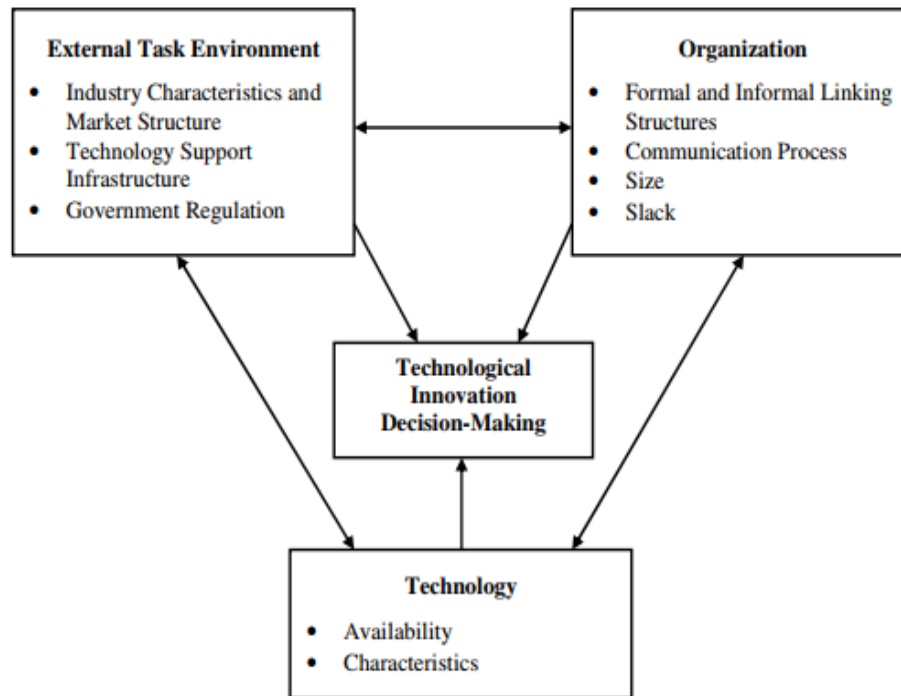 External Task Environment
• Industry Characteristics and
Market Structure
• Technology Support
Infrastructure
• Government Regulation
Organization
• Formal and Informal Linking
Structures
• Communication Process
• Size
• Slack
Technological
Innovation
Decision-Making
Technology
• Availability
• Characteristics